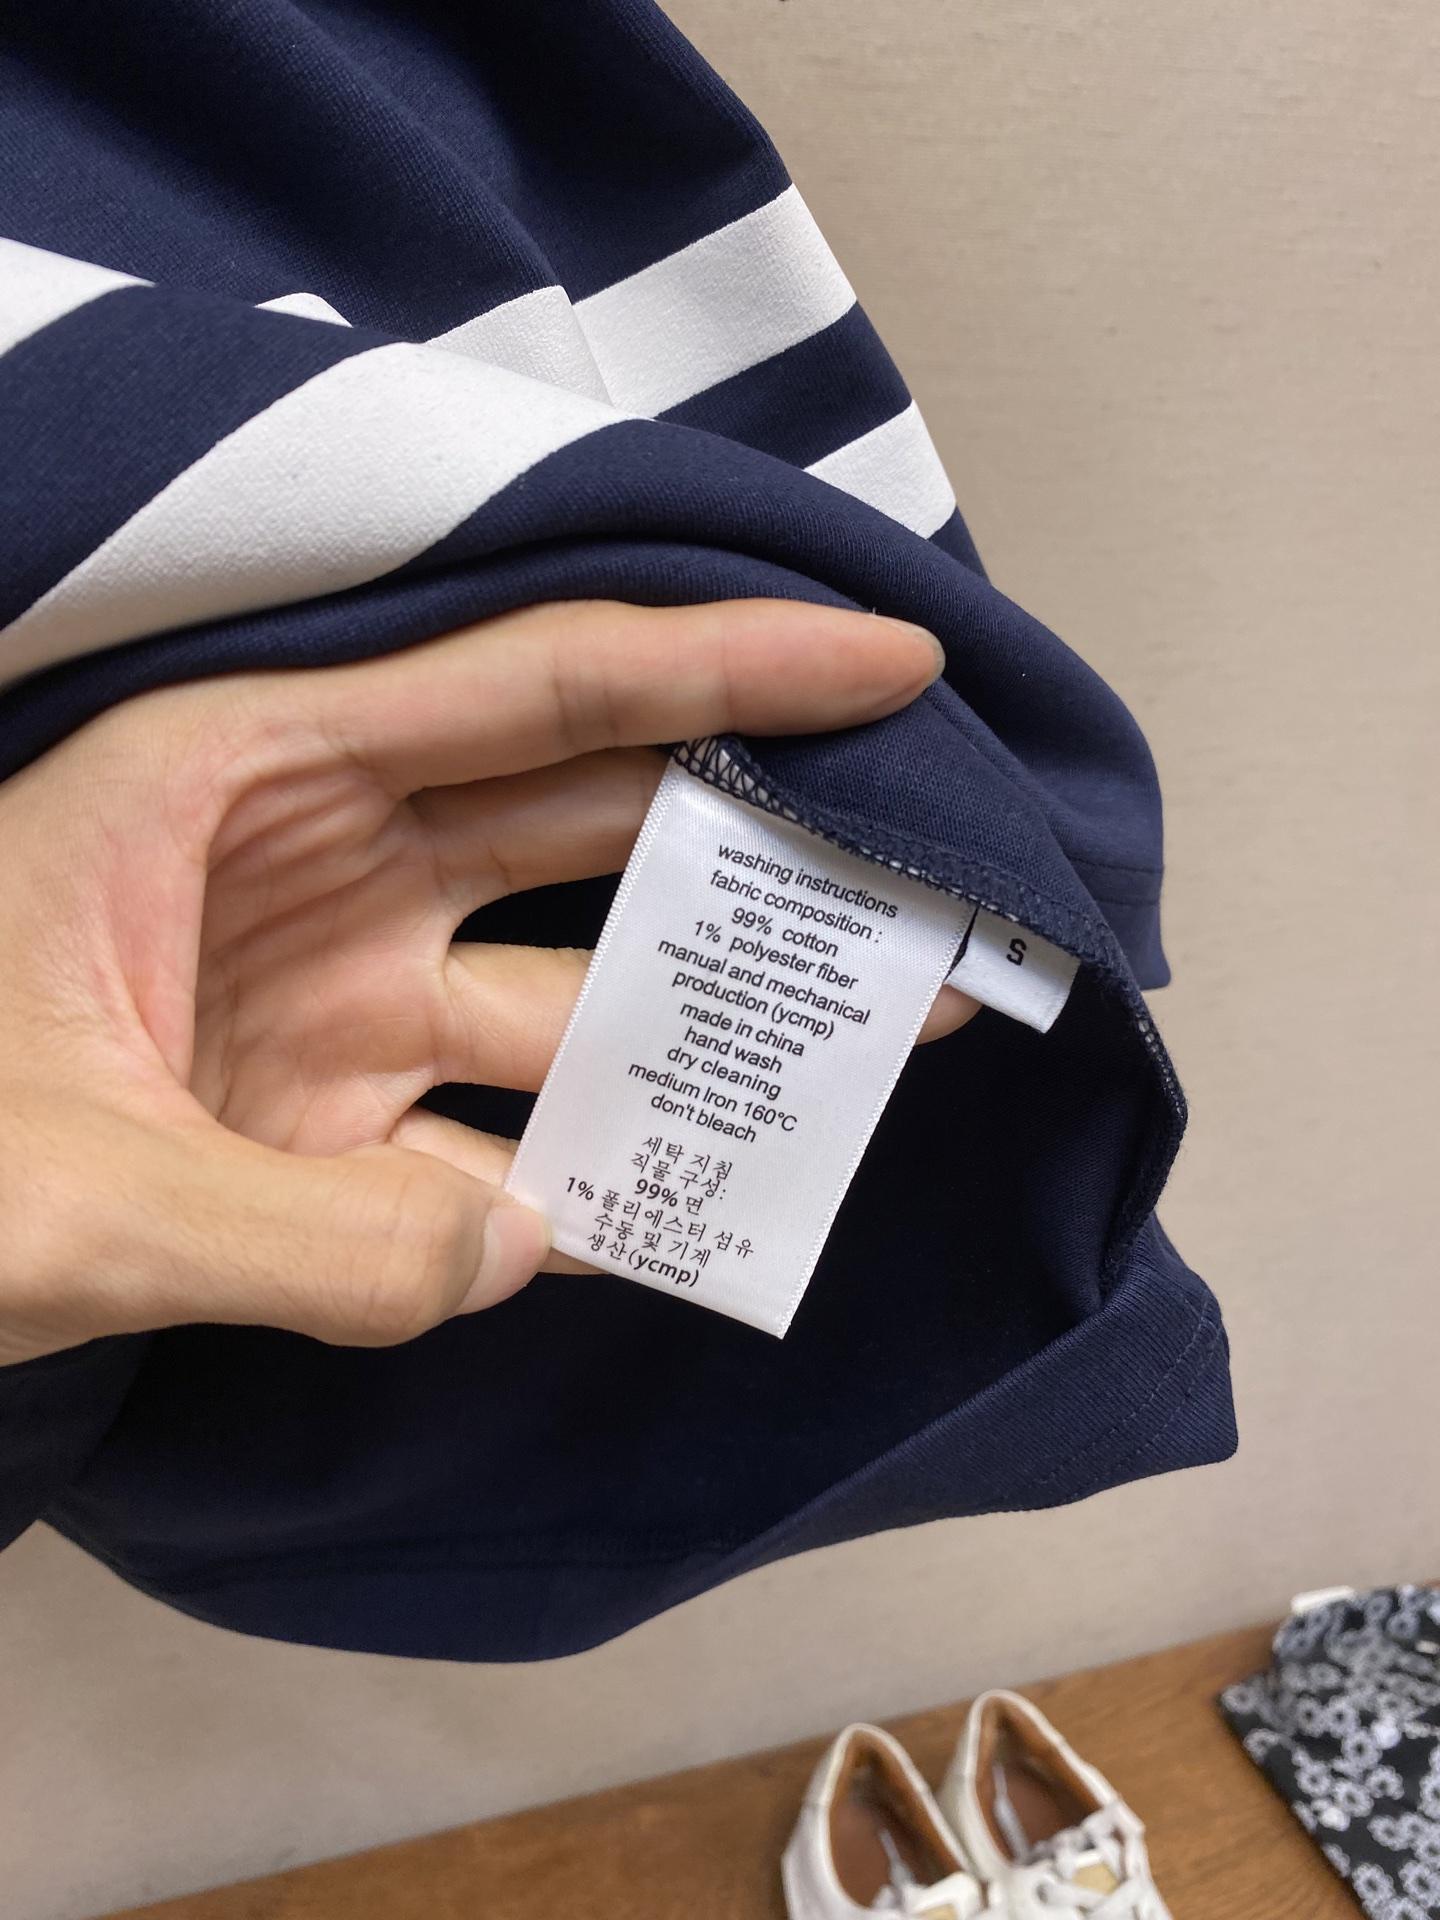 washing instructions
fabric composition :
99% cotton
1% polyester fiber
manual and mechanical
production (ycmp)
made in china
hand wash
dry cleaning
medium Iron 160°C
don't bleach
세탁 지침
직물 구성:
99% 면
1% 폴리에스터 섬유
수동 및 기계
생산(ycmp)
S